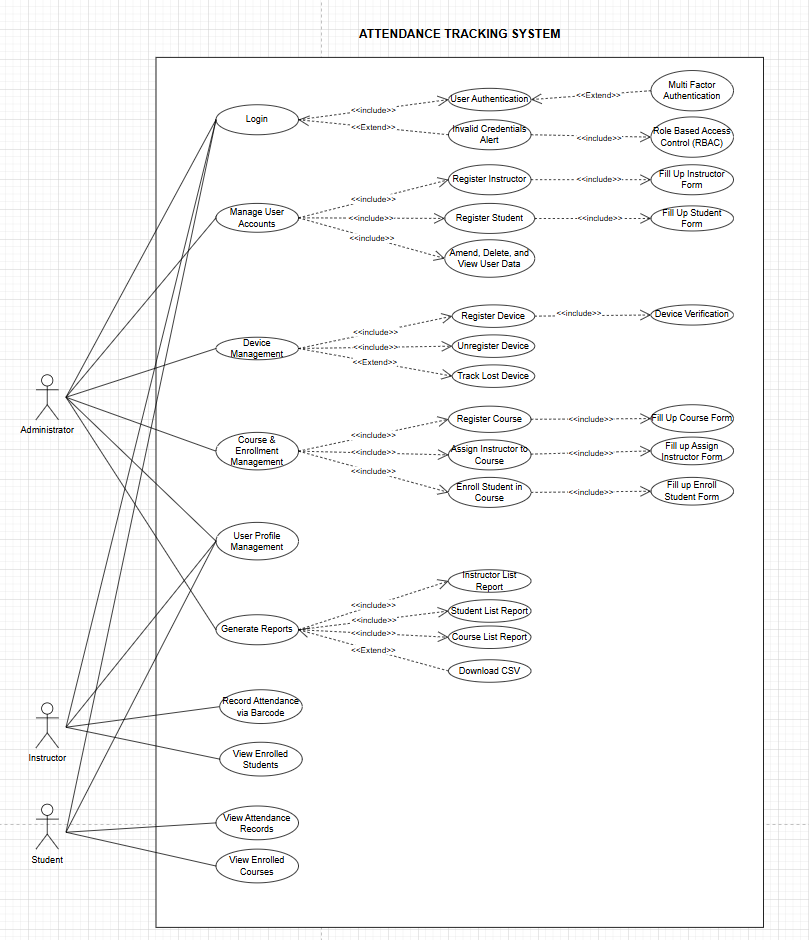 ATTENDANCE TRACKING SYSTEM
Login
<<include>>
<<Extend>>
User Authentication
<<Extend>>
Multi Factor
Authentication
Invalid Credentials
Alert
<<include>>
Role Based Access
Control (RBAC)
Manage User
Accounts
<<include>>
<<include>>
<<include>>
Register Instructor
<<include>>
Fill Up Instructor
Form
Register Student
<<include>>
Fill Up Student
Form
Amend, Delete, and
View User Data
Device
Management
<<include>>
<<include>>
<<Extend>>
Register Device
<<include>>
Device Verification
Unregister Device
Track Lost Device
Administrator
Course &
Enrollment
Management
<<include>>
<<include>>
<<include>>
Register Course
<<include>>
Fill Up Course Form
Assign Instructor to
Course
<<include>>
Fill up Assign
Instructor Form
Enroll Student in
Course
<<include>>
Fill up Enroll
Student Form
User Profile
Management
Generate Reports
<<include>>
<<include>>
<<include>>
<<Extend>>
Instructor List
Report
Student List Report
Course List Report
Download CSV
Instructor
Record Attendance
via Barcode
View Enrolled
Students
Student
View Attendance
Records
View Enrolled
Courses